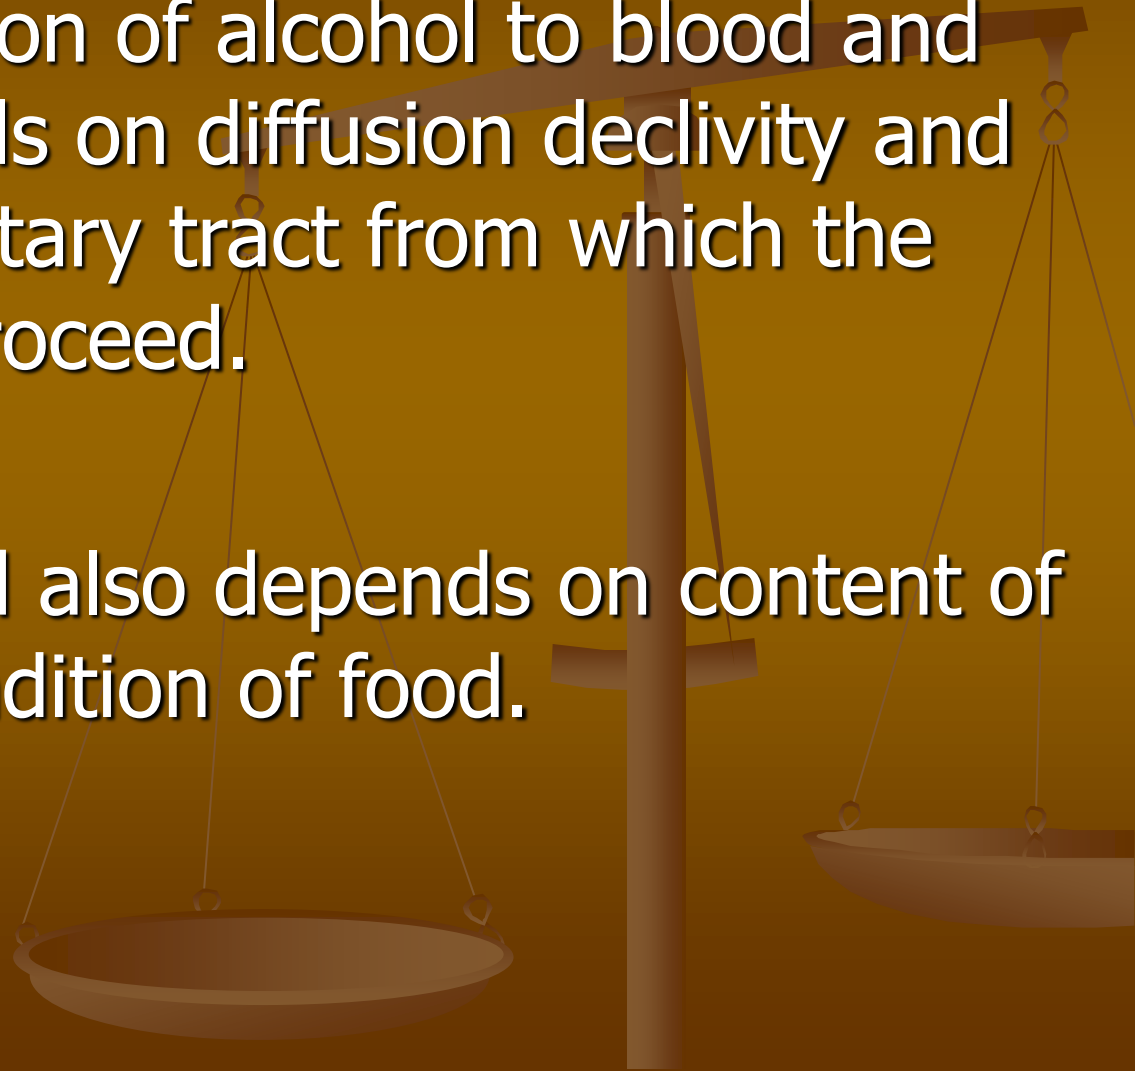 on of alcohol to blood and
ls on diffusion declivity and
tary tract from which the
roceed.
l also depends on content of
dition of food.